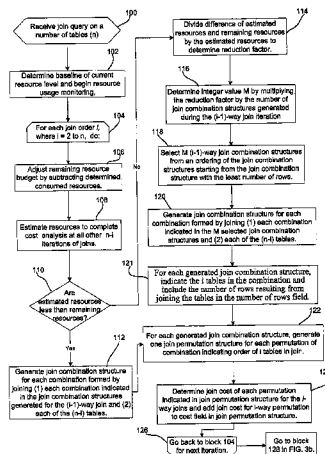 100
Receive join query on a
number of tables (n)
102
Determine baseline of current
resource level and begin
resource usage monitoring.
104
For each join order i,
where i = 2 to n, do:
106
Adjust remaining resource
budget by subtracting determined
consumed resources.
108
Estimate resources to complete
cost analysis at all other n-i
iterations of joins.
110
Are
estimated resources
less than remaining
resources?
No
Yes
112
Generate join combination structure
for each combination formed by
joining (1) each combination indicated
in the join combination structures
generated for the (i-1)-way join and (2)
each of the (n-i) tables.
114
Divide difference of estimated
resources and remaining resources
by the estimated resources to
determine reduction factor.
116
Determine integer value M by multiplying
the reduction factor by the number of
join combination structures generated
during the (i-1)-way join iteration
118
Select M (i-1)-way join combination structures
from an ordering of the join combination
structures starting from the join combination
structure with the least number of rows.
120
Generate join combination structure for each
combination formed by joining (1) each combination
indicated in the M selected join combination
structures and (2) each of the (n-i) tables.
121
For each generated join combination structure,
indicate the i tables in the combination and
include the number of rows resulting from
joining the tables in the number of rows field.
122
For each generated join combination structure, generate
one join permutation structure for each permutation of
combination indicating order of i tables in join.
Determine join cost of each permutation
indicated in join permutation structure for the i-
way joins and add join cost for i-way permutation
to cost field in join permutation structure.
126
Go back to block 104
for next iteration.
Go to block
128 in FIG. 3b.